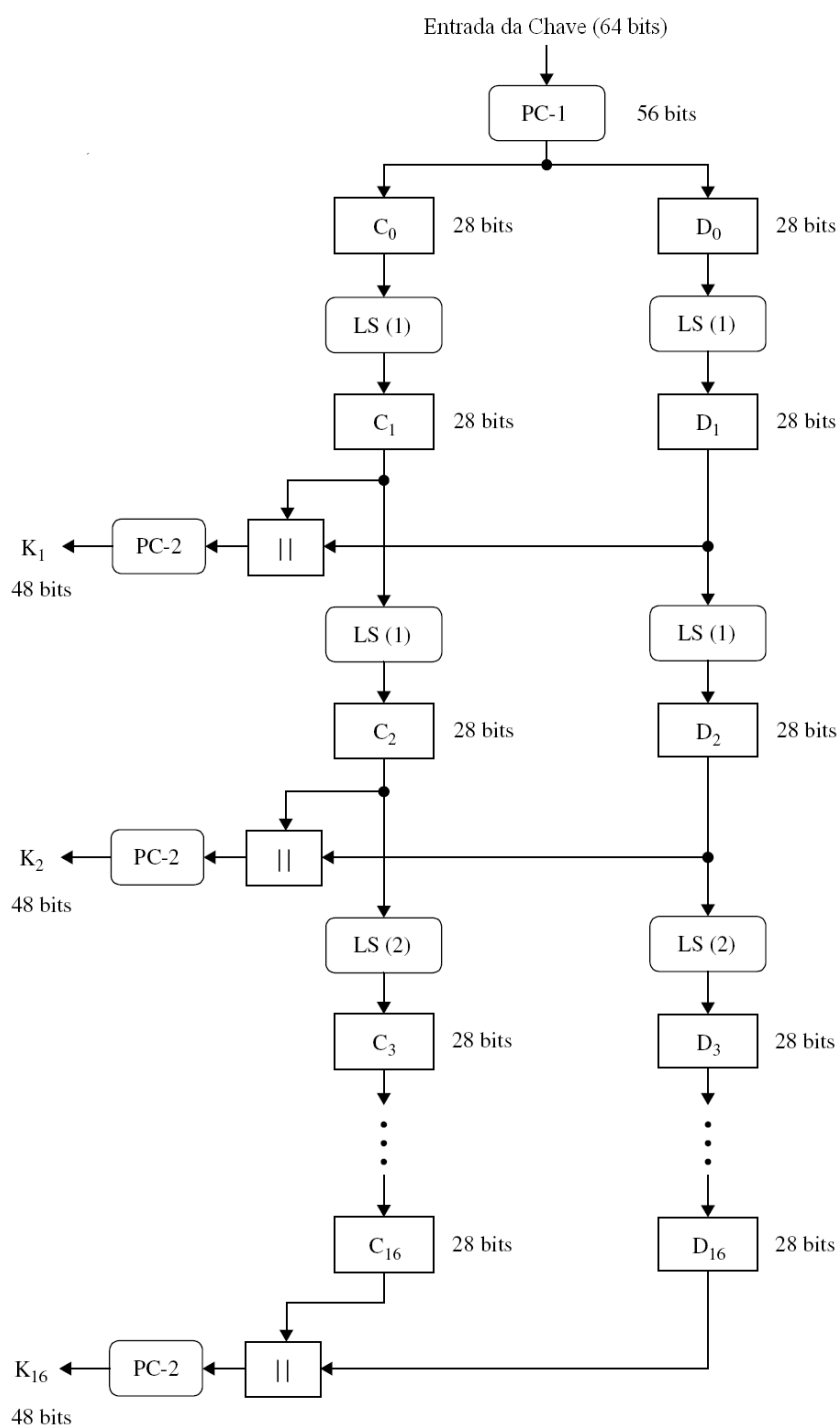 Entrada da Chave (64 bits)
PC-1 56 bits
C0 28 bits D0 28 bits
LS (1) LS (1)
C1 28 bits D1 28 bits
K1 PC-2 ||
48 bits
LS (1) LS (1)
C2 28 bits D2 28 bits
K2 PC-2 ||
48 bits
LS (2) LS (2)
C3 28 bits D3 28 bits
C16 28 bits D16 28 bits
K16 PC-2 ||
48 bits